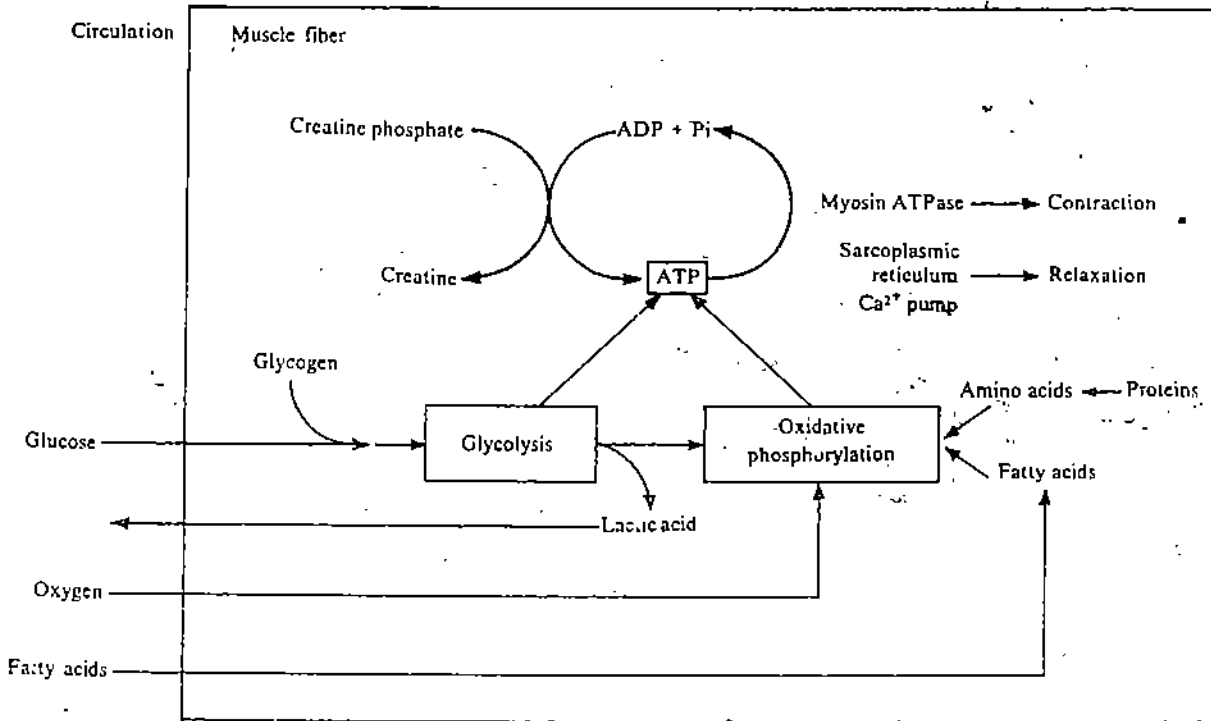 Circulation
Muscle fiber
Creatine phosphate
ADP + Pi
Myosin ATPase
Contraction
Creatine
ATP
Sarcoplasmic
reticulum
Ca²⁺ pump
Relaxation
Glycogen
Amino acids
Proteins
Glucose
Glycolysis
Oxidative
phosphorylation
Fatty acids
Lactic acid
Oxygen
Fatty acids